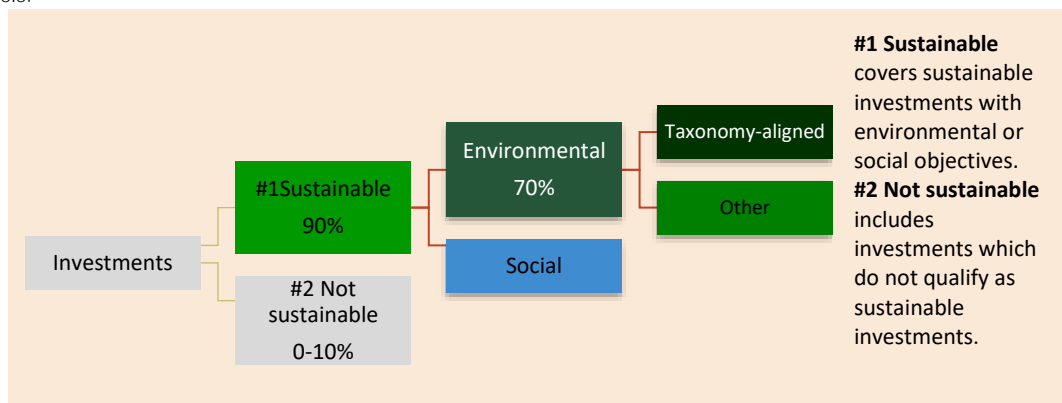 Investments
#1Sustainable
90%
#2 Not
sustainable
0-10%
Environmental
70%
Social
Taxonomy-aligned
Other
#1 Sustainable
covers sustainable
investments with
environmental or
social objectives.
#2 Not sustainable
includes
investments which
do not qualify as
sustainable
investments.